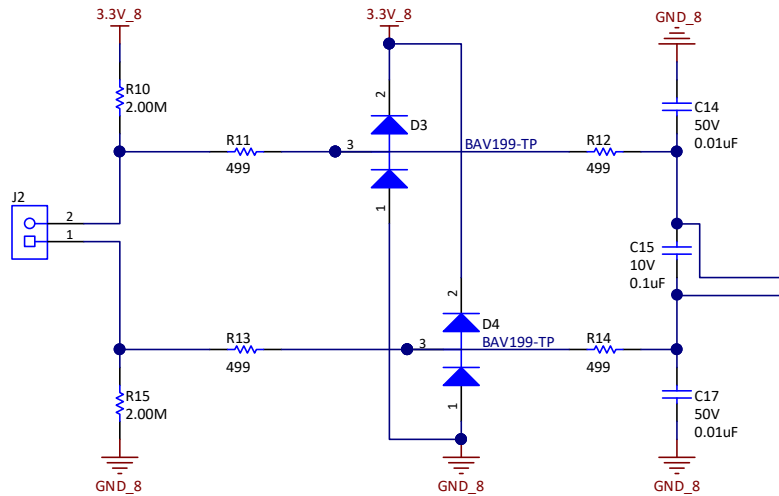 3.3V_8
3.3V_8
GND_8
R10
2.00M
2
D3
C14
50V
0.01uF
R11
499
3
BAV199-TP
R12
499
1
J2
2
1
C15
10V
0.1uF
2
D4
R13
499
3
BAV199-TP
R14
499
R15
2.00M
1
C17
50V
0.01uF
GND_8
GND_8
GND_8